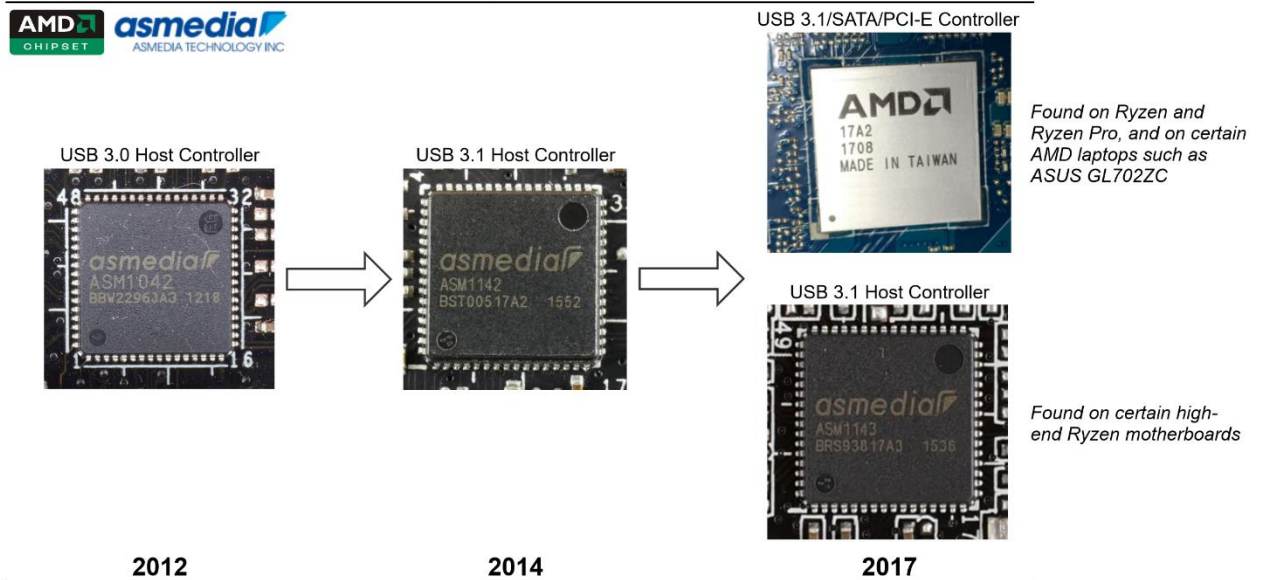 AMD
CHIPSET
asmedia
ASMEDIA TECHNOLOGY INC
USB 3.0 Host Controller
48
32
asmedia
ASM1042
BBW22963A3 1218
1
16
USB 3.1 Host Controller
asmedia
ASM1142
BST00517A2 1552
17
USB 3.1/SATA/PCI-E Controller
AMD
17A2
1708
MADE IN TAIWAN
Found on Ryzen and
Ryzen Pro, and on certain
AMD laptops such as
ASUS GL702ZC
USB 3.1 Host Controller
49
asmedia
ASM1143
BRS93817A3 1536
17
Found on certain high-
end Ryzen motherboards
2012
2014
2017